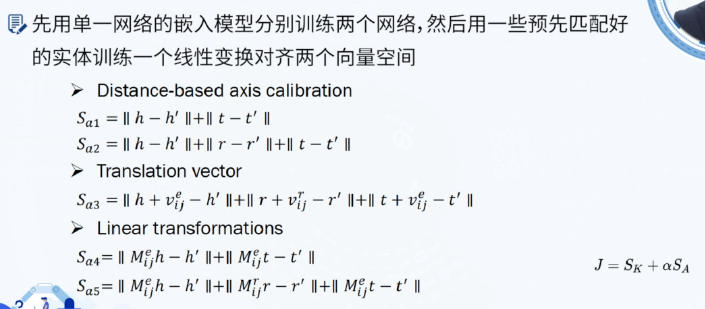 先用单一网络的嵌入模型分别训练两个网络，然后用一些预先匹配好
的实体训练一个线性变换对齐两个向量空间
➢ Distance-based axis calibration
$S_{a1} = \| h - h' \| + \| t - t' \|$
$S_{a2} = \| h - h' \| + \| r - r' \| + \| t - t' \|$
➢ Translation vector
$S_{a3} = \| h + v_{ij}^{e} - h' \| + \| r + v_{ij}^{r} - r' \| + \| t + v_{ij}^{e} - t' \|$
➢ Linear transformations
$S_{a4} = \| M_{ij}^{e} h - h' \| + \| M_{ij}^{e} t - t' \|$
$J = S_K + \alpha S_A$
$S_{a5} = \| M_{ij}^{e} h - h' \| + \| M_{ij}^{r} r - r' \| + \| M_{ij}^{e} t - t' \|$